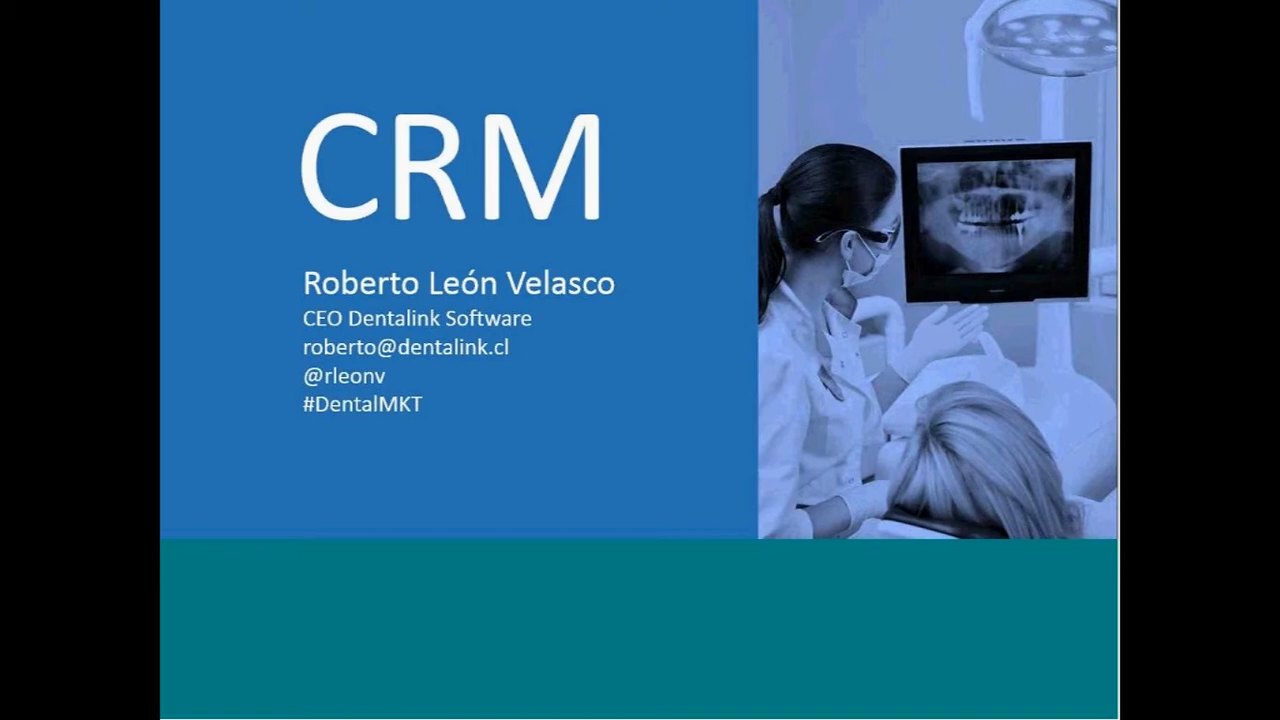 CRM
Roberto León Velasco
CEO Dentalink Software
roberto@dentalink.cl
@rleonv
#DentalMKT